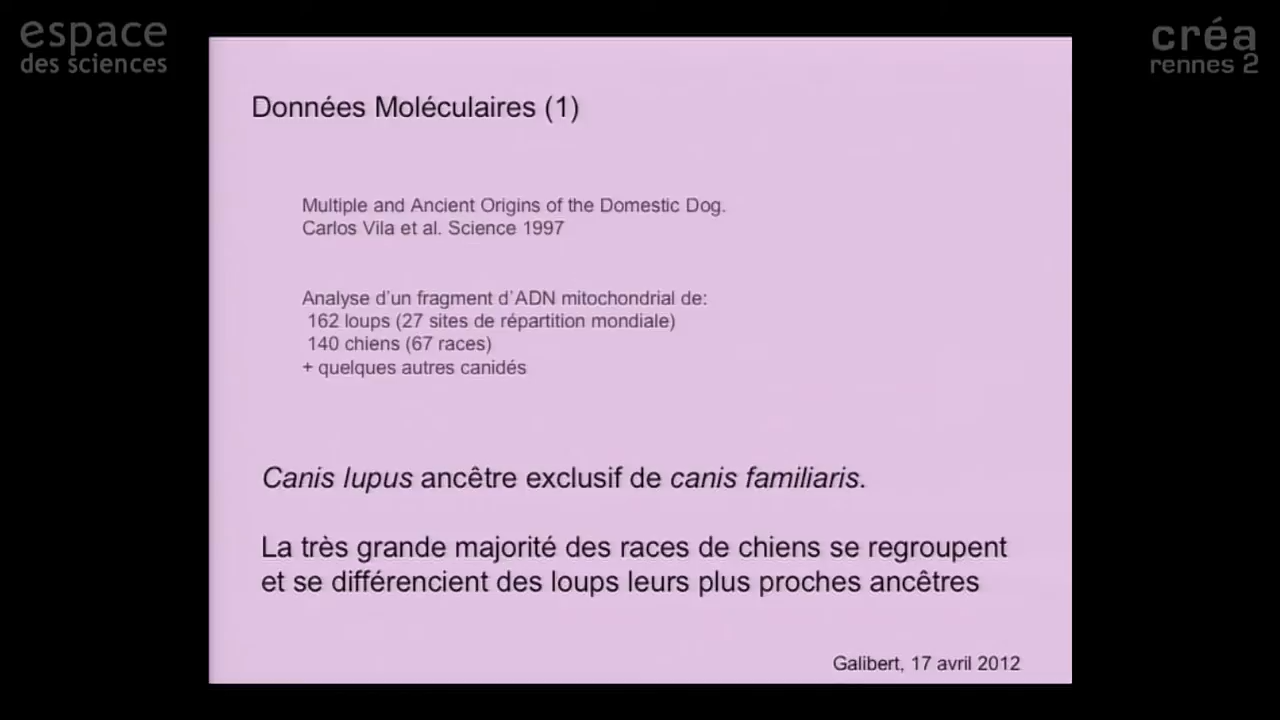 espace
des sciences
créa
rennes 2
Données Moléculaires (1)
Multiple and Ancient Origins of the Domestic Dog.
Carlos Vila et al. Science 1997
Analyse d'un fragment d'ADN mitochondrial de:
162 loups (27 sites de répartition mondiale)
140 chiens (67 races)
+ quelques autres canidés
Canis lupus ancêtre exclusif de canis familiaris.
La très grande majorité des races de chiens se regroupent
et se différencient des loups leurs plus proches ancêtres
Galibert, 17 avril 2012